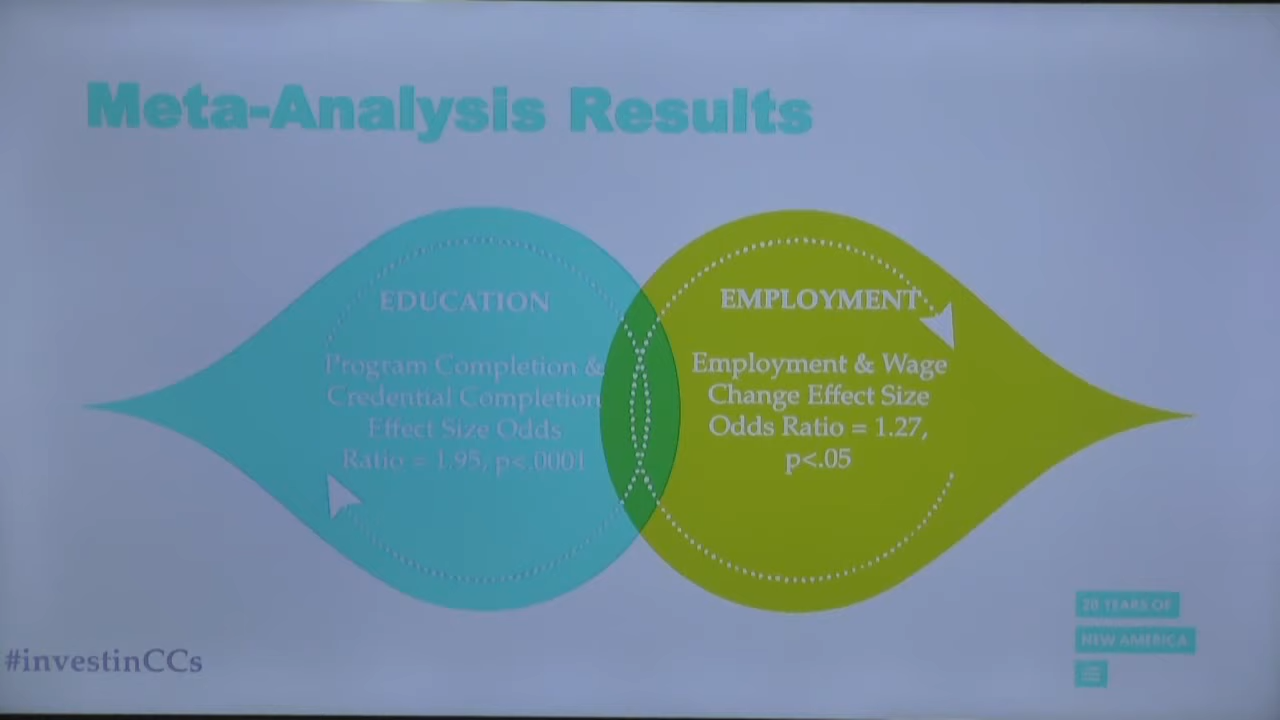 Meta-Analysis Results
EDUCATION
Program Completion &
Credential Completion
Effect Size Odds
Ratio = 1.95, p<.0001
EMPLOYMENT
Employment & Wage
Change Effect Size
Odds Ratio = 1.27,
p<.05
#investinCCs
20 YEARS OF
NEW AMERICA